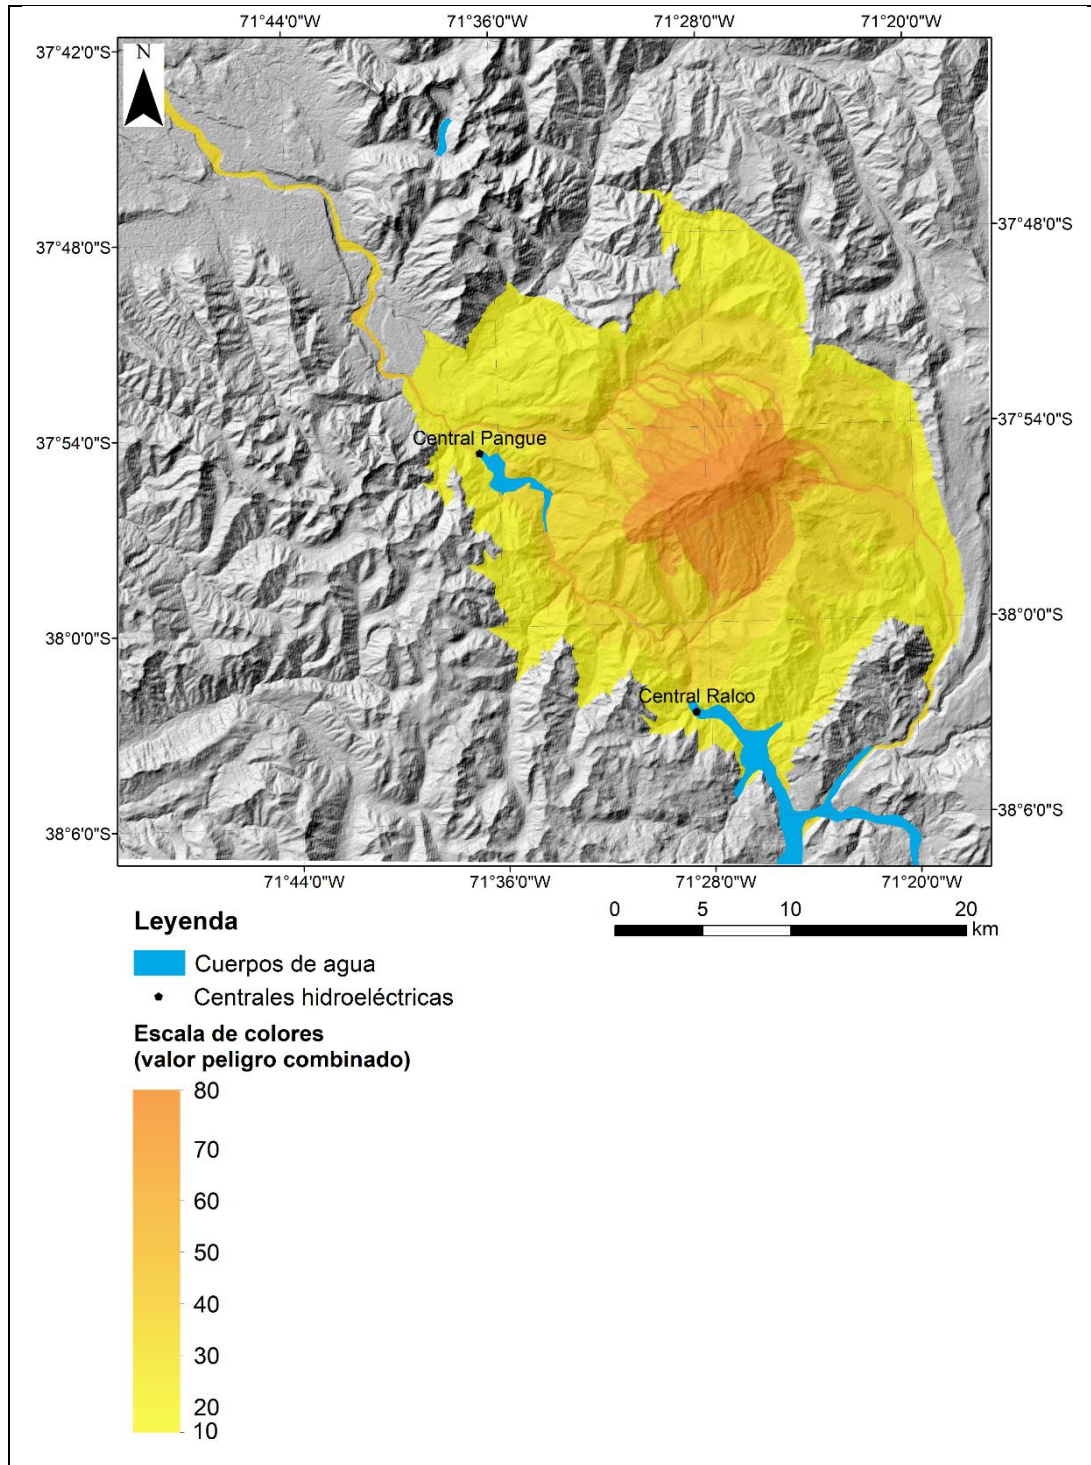 71°44'0"W 71°36'0"W 71°28'0"W 71°20'0"W
37°42'0"S
N
37°48'0"S
37°48'0"S
37°54'0"S
37°54'0"S
Central Pangue
38°0'0"S
38°0'0"S
Central Ralco
38°6'0"S
38°6'0"S
71°44'0"W 71°36'0"W 71°28'0"W 71°20'0"W
0 5 10 20
km
Leyenda
Cuerpos de agua
Centrales hidroeléctricas
Escala de colores
(valor peligro combinado)
80
70
60
50
40
30
20
10